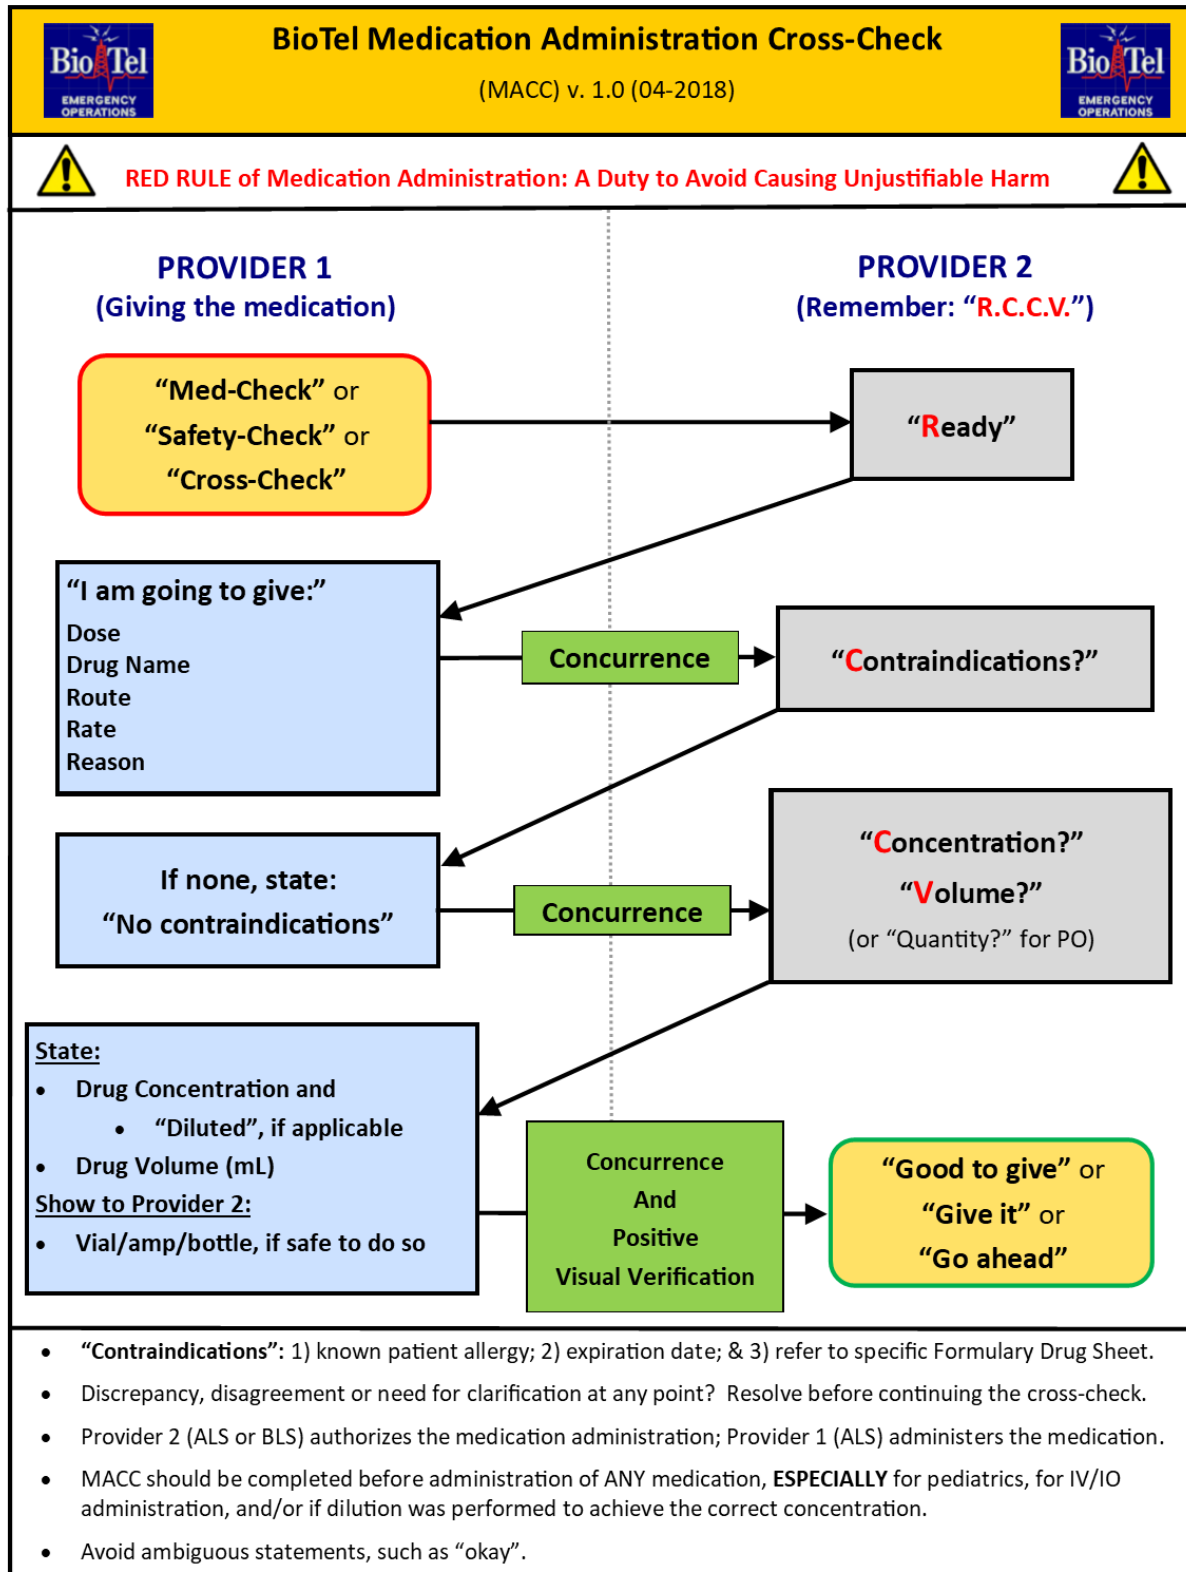 BioTel
EMERGENCY
OPERATIONS
BioTel Medication Administration Cross-Check
(MACC) v. 1.0 (04-2018)
BioTel
EMERGENCY
OPERATIONS
RED RULE of Medication Administration: A Duty to Avoid Causing Unjustifiable Harm
PROVIDER 1
(Giving the medication)
PROVIDER 2
(Remember: “R.C.C.V.”)
“Med-Check” or
“Safety-Check” or
“Cross-Check”
“Ready”
“I am going to give:”
Dose
Drug Name
Route
Rate
Reason
Concurrence
“Contraindications?”
If none, state:
“No contraindications”
Concurrence
“Concentration?”
“Volume?”
(or “Quantity?” for PO)
State:
• Drug Concentration and
• “Diluted”, if applicable
• Drug Volume (mL)
Show to Provider 2:
• Vial/amp/bottle, if safe to do so
Concurrence
And
Positive
Visual Verification
“Good to give” or
“Give it” or
“Go ahead”
• “Contraindications”: 1) known patient allergy; 2) expiration date; & 3) refer to specific Formulary Drug Sheet.
• Discrepancy, disagreement or need for clarification at any point? Resolve before continuing the cross-check.
• Provider 2 (ALS or BLS) authorizes the medication administration; Provider 1 (ALS) administers the medication.
• MACC should be completed before administration of ANY medication, ESPECIALLY for pediatrics, for IV/IO
administration, and/or if dilution was performed to achieve the correct concentration.
• Avoid ambiguous statements, such as “okay”.